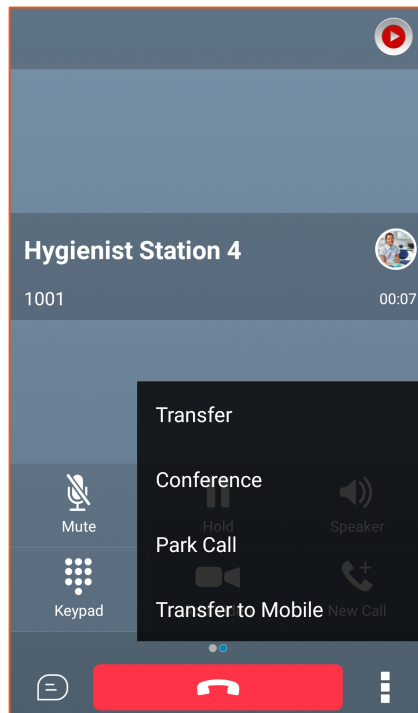 Hygienist Station 4
1001
00:07
Transfer
Conference
Park Call
Transfer to Mobile
Mute
Hold
Speaker
Keypad
New Call